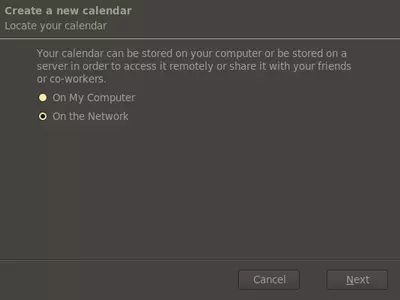 Create a new calendar
Locate your calendar
Your calendar can be stored on your computer or be stored on a
server in order to access it remotely or share it with your friends
or co-workers.
On My Computer
On the Network
Cancel
Next